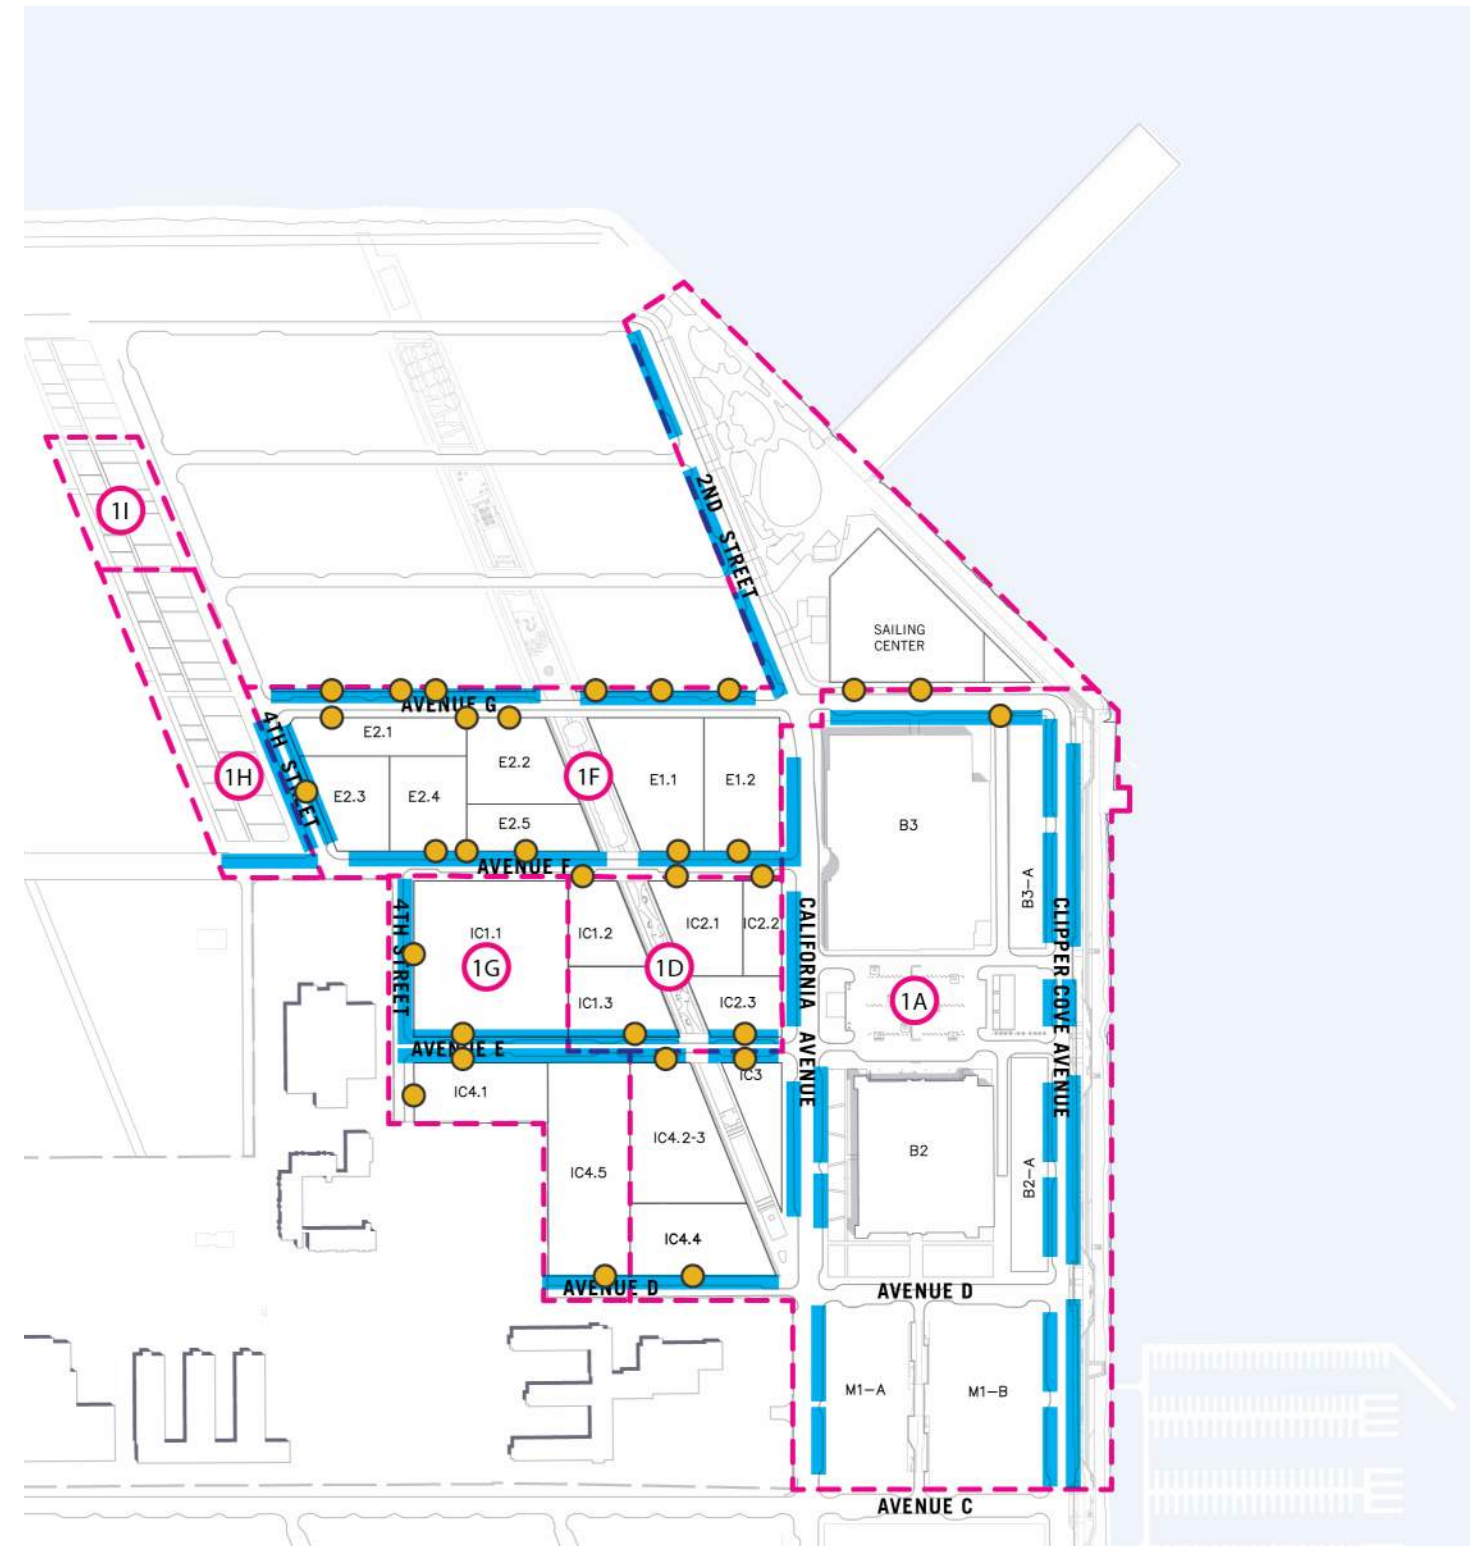 1I
2ND STREET
SAILING
CENTER
AVENUE G
4TH STREET
E2.1
1H
E2.2
1F
E1.1
E1.2
E2.3
E2.4
E2.5
B3
AVENUE F
B3-A
4TH STREET
IC1.1
IC1.2
IC2.1
IC2.2
CALIFORNIA AVENUE
CLIPPER COVE AVENUE
1G
1D
1A
IC1.3
IC2.3
AVENUE E
IC3
IC4.1
IC4.2-3
B2
IC4.5
B2-A
IC4.4
AVENUE D
AVENUE D
M1-A
M1-B
AVENUE C